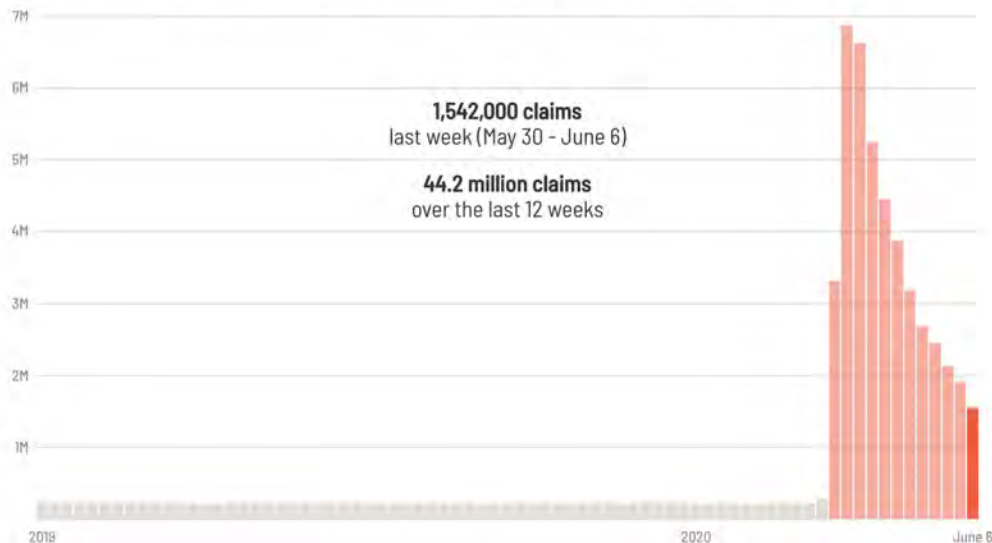 7M
6M
1,542,000 claims
last week (May 30 - June 6)
5M
44.2 million claims
over the last 12 weeks
4M
3M
2M
1M
2019
2020
June 6